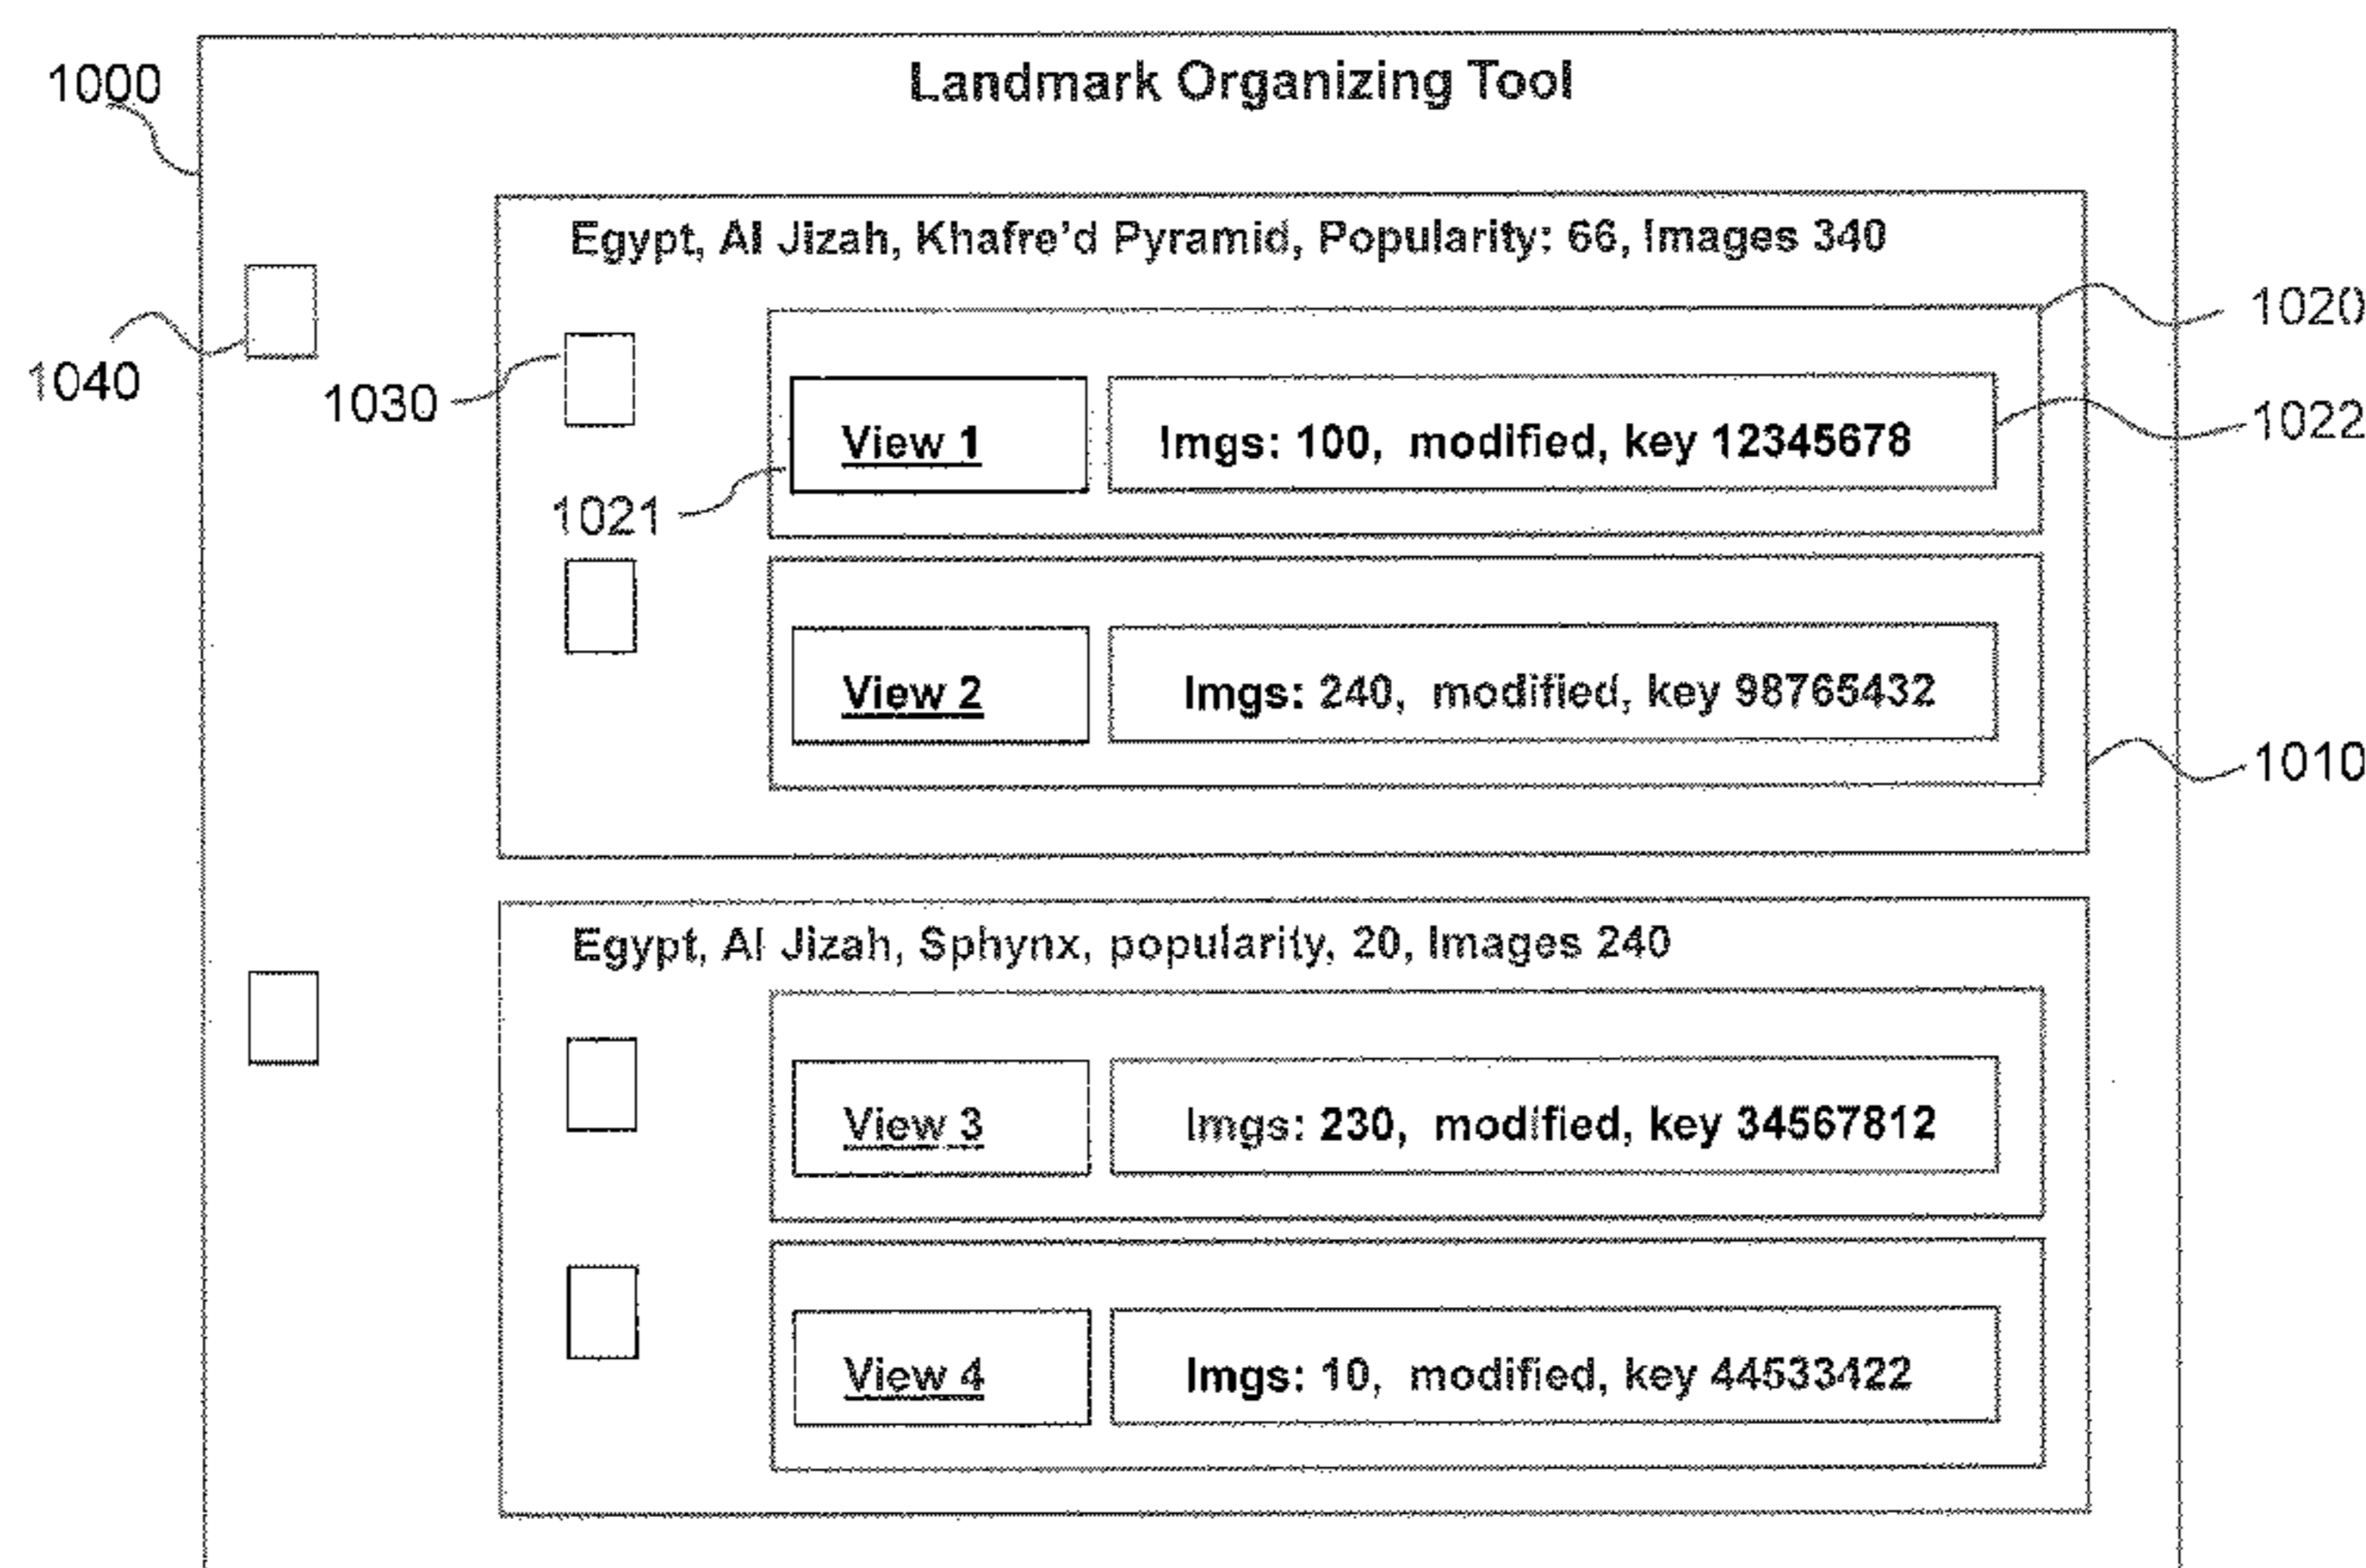 Landmark Organizing Tool
1000
Egypt, Al Jizah, Khafre'd Pyramid, Popularity: 66, Images 340
1020
1040
1030
View 1
Imgs: 100, modified, key 12345678
1022
1021
View 2
Imgs: 240, modified, key 98765432
1010
Egypt, Al Jizah, Sphynx, popularity, 20, Images 240
View 3
Imgs: 230, modified, key 34567812
View 4
Imgs: 10, modified, key 44533422